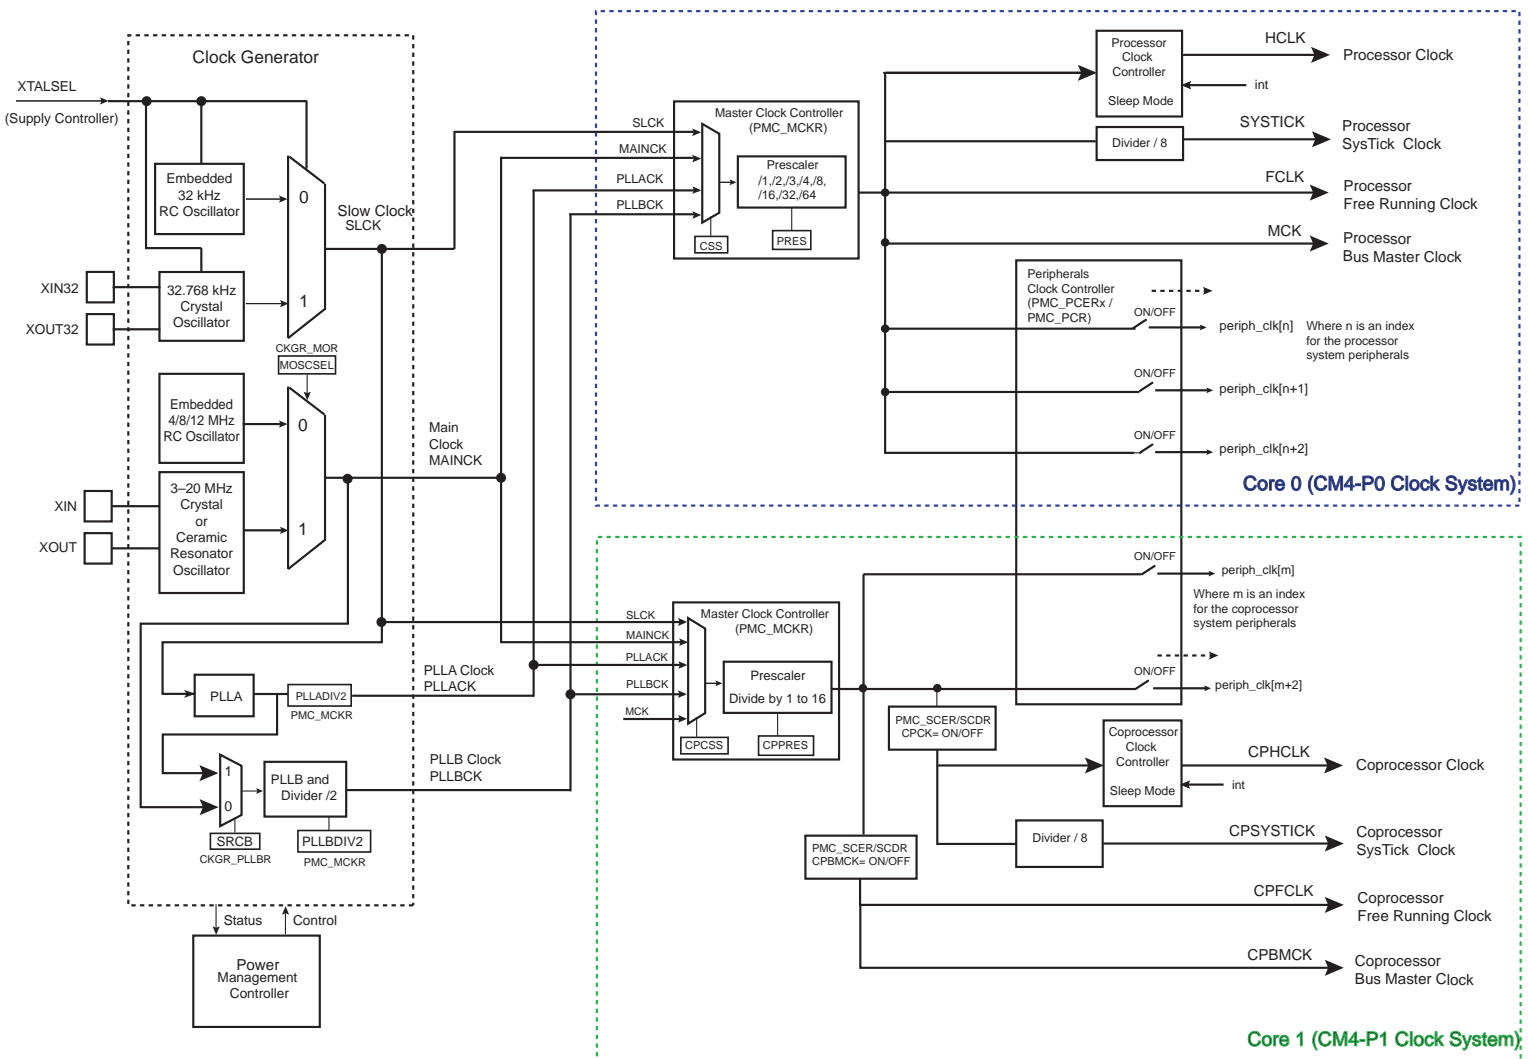 Clock Generator
XTALSEL
(Supply Controller)
Embedded
32 kHz
RC Oscillator
0
Slow Clock
SLCK
XIN32
XOUT32
32.768 kHz
Crystal
Oscillator
1
CKGR_MOR
MOSCSEL
Embedded
4/8/12 MHz
RC Oscillator
0
Main
Clock
MAINCK
XIN
XOUT
3–20 MHz
Crystal
or
Ceramic
Resonator
Oscillator
1
PLLA
PLLADIV2
PMC_MCKR
PLLA Clock
PLLACK
1
0
PLLB and
Divider /2
PLLB Clock
PLLBCK
SRCB
CKGR_PLLBR
PLLBDIV2
PMC_MCKR
Status
Control
Power
Management
Controller
SLCK
MAINCK
PLLACK
PLLBCK
Master Clock Controller
(PMC_MCKR)
Prescaler
/1,/2,/3,/4,/8,
/16,/32,/64
CSS
PRES
Processor
Clock
Controller
Sleep Mode
HCLK
Processor Clock
int
Divider / 8
SYSTICK
Processor
SysTick Clock
FCLK
Processor
Free Running Clock
MCK
Processor
Bus Master Clock
Peripherals
Clock Controller
(PMC_PCERx /
PMC_PCR)
ON/OFF
periph_clk[n]
Where n is an index
for the processor
system peripherals
ON/OFF
periph_clk[n+1]
ON/OFF
periph_clk[n+2]
Core 0 (CM4-P0 Clock System)
SLCK
MAINCK
PLLACK
PLLBCK
MCK
Master Clock Controller
(PMC_MCKR)
Prescaler
Divide by 1 to 16
CPCSS
CPPRES
ON/OFF
periph_clk[m]
Where m is an index
for the coprocessor
system peripherals
ON/OFF
periph_clk[m+2]
PMC_SCER/SCDR
CPCK= ON/OFF
Coprocessor
Clock
Controller
Sleep Mode
CPHCLK
Coprocessor Clock
int
Divider / 8
CPSYSTICK
Coprocessor
SysTick Clock
PMC_SCER/SCDR
CPBMCK= ON/OFF
CPFCLK
Coprocessor
Free Running Clock
CPBMCK
Coprocessor
Bus Master Clock
Core 1 (CM4-P1 Clock System)